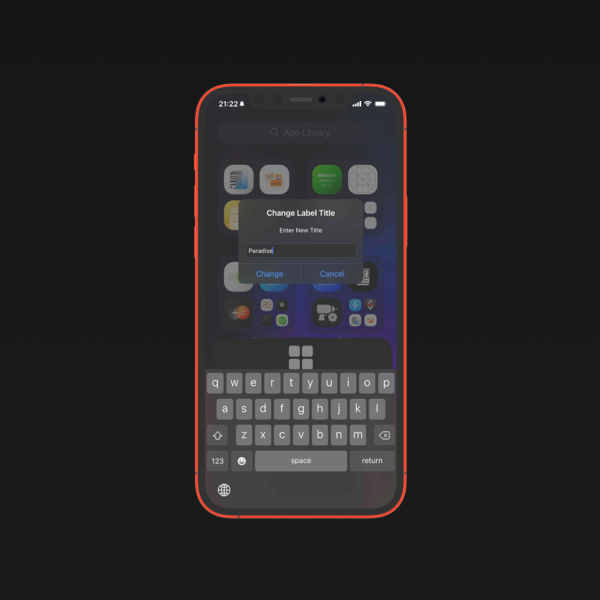 21:22
App Library
Change Label Title
Enter New Title
Paradise
Change Cancel
q w e r t y u i o p
a s d f g h j k l
z x c v b n m
123 space return